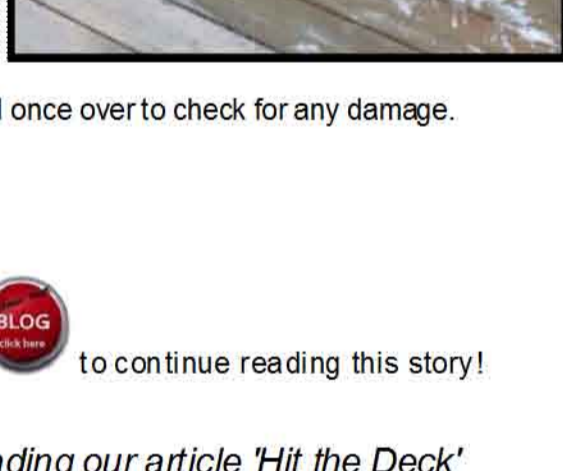 once over to check for any damage.
BLOG
click here
to continue reading this story!
our article 'Hit the Deck'